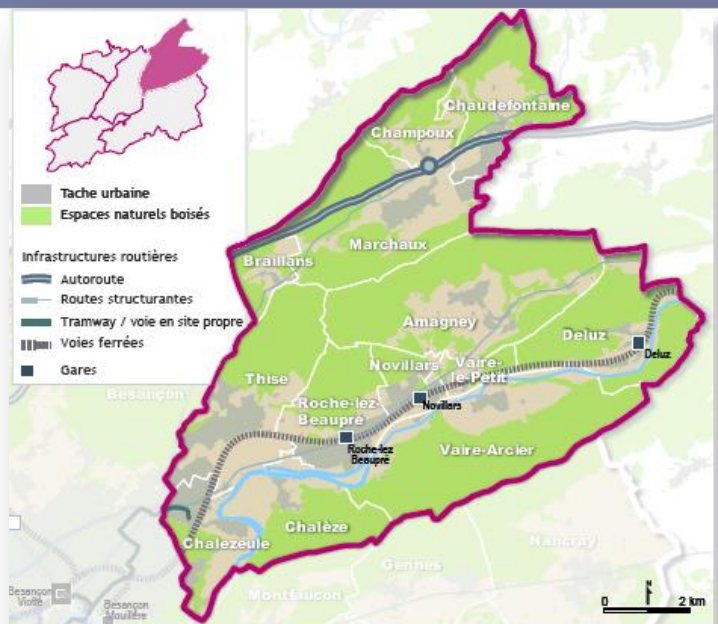 Tache urbaine
Espaces naturels boisés
Infrastructures routières
Autoroute
Routes structurantes
Tramway / voie en site propre
Voies ferrées
Gares
Chaudefontaine
Champoux
Marchaux
Braillans
Amagney
Deluz
Deluz
Novillars
Vaire-
le-Petit
Thise
Besançon
Roche-lez-
Beaupré
Novillars
Roche-lez
Beaupré
Vaire-Arcier
Chalèze
Chalezeule
Nancray
Gennes
Montfaucon
Besançon
Viotte
Besançon
Mouillère
N
0 2 km